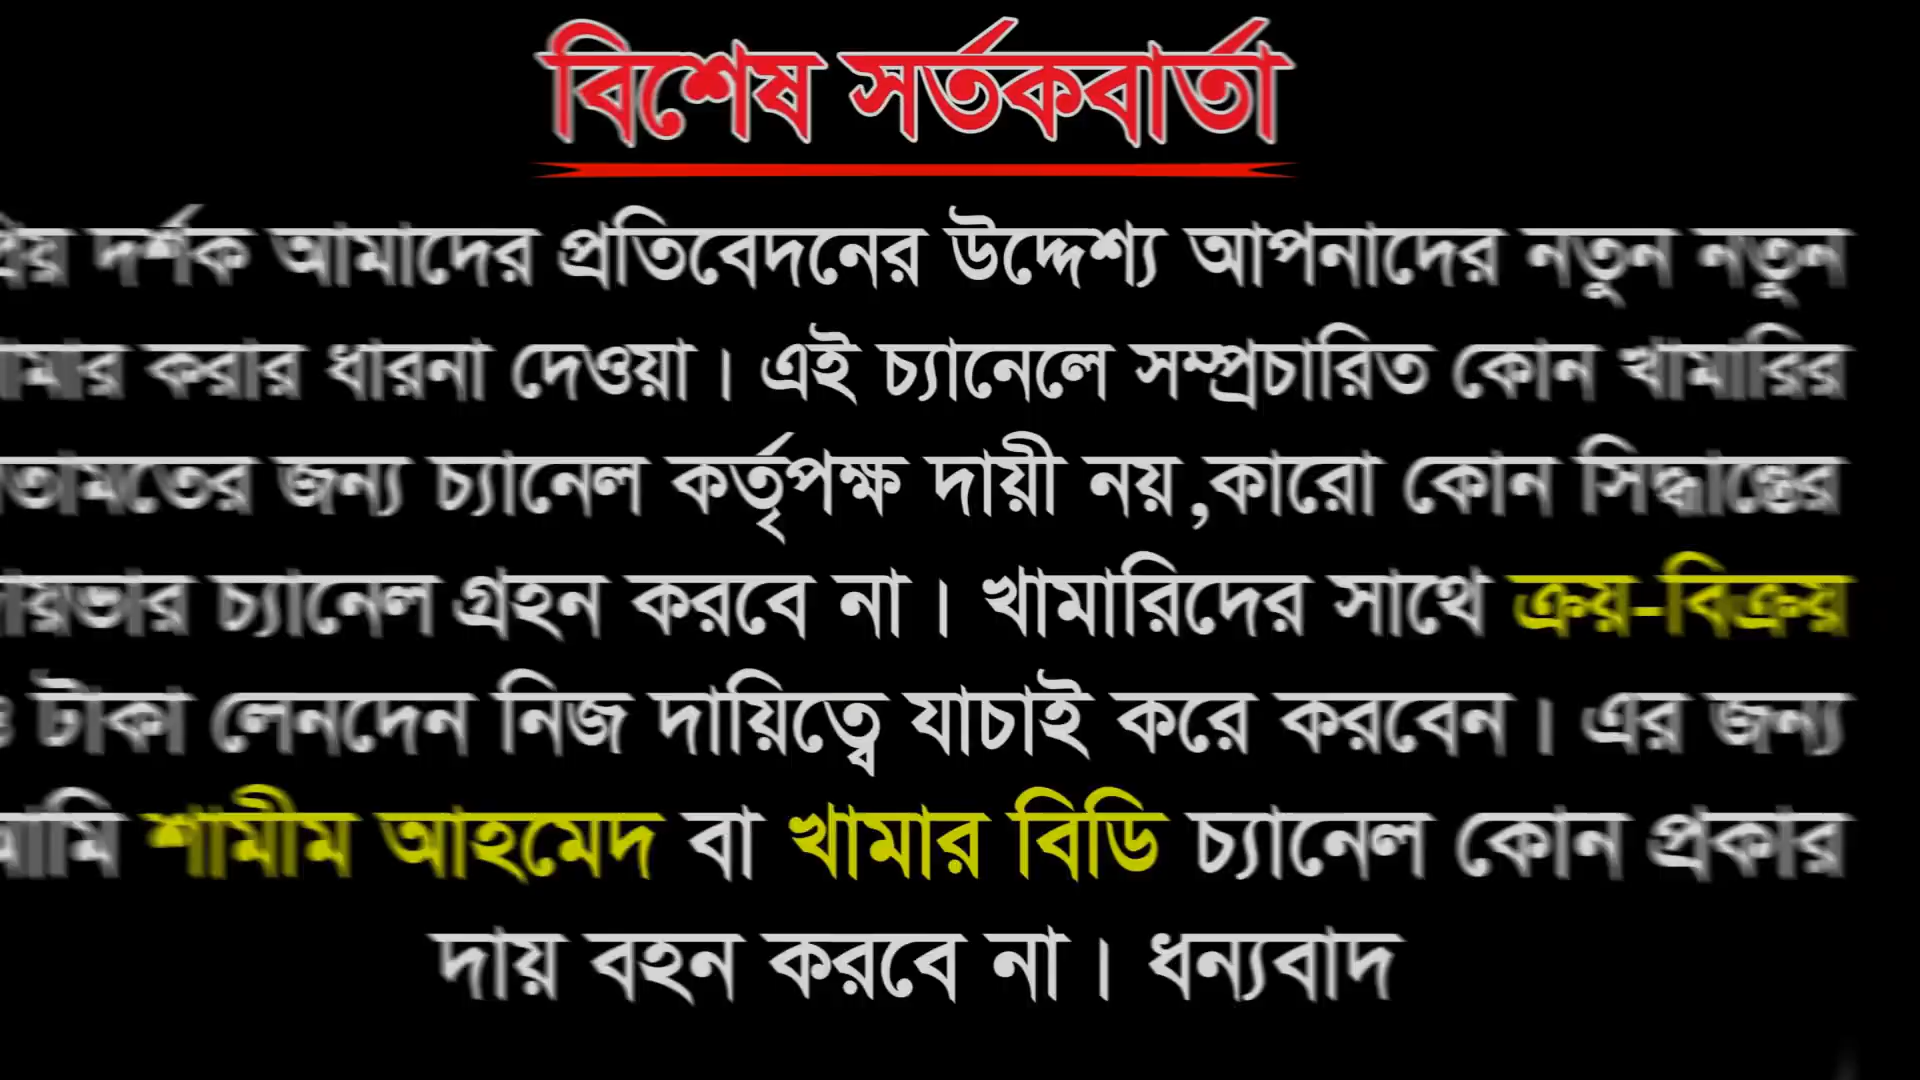 বিশেষ সর্তকবার্তা
দর্শক আমাদের প্রতিবেদনের উদ্দেশ্য আপনাদের নতুন নতুন
করার ধারনা দেওয়া। এই চ্যানেলে সম্প্রচারিত কোন খামারির
জন্য চ্যানেল কর্তৃপক্ষ দায়ী নয়,কারো কোন সিদ্ধান্তের
চ্যানেল গ্রহন করবে না। খামারিদের সাথে ক্রয়-বিক্রয়
টাকা লেনদেন নিজ দায়িত্বে যাচাই করে করবেন। এর জন্য
শামীম আহমেদ বা খামার বিডি চ্যানেল কোন প্রকার
দায় বহন করবে না। ধন্যবাদ